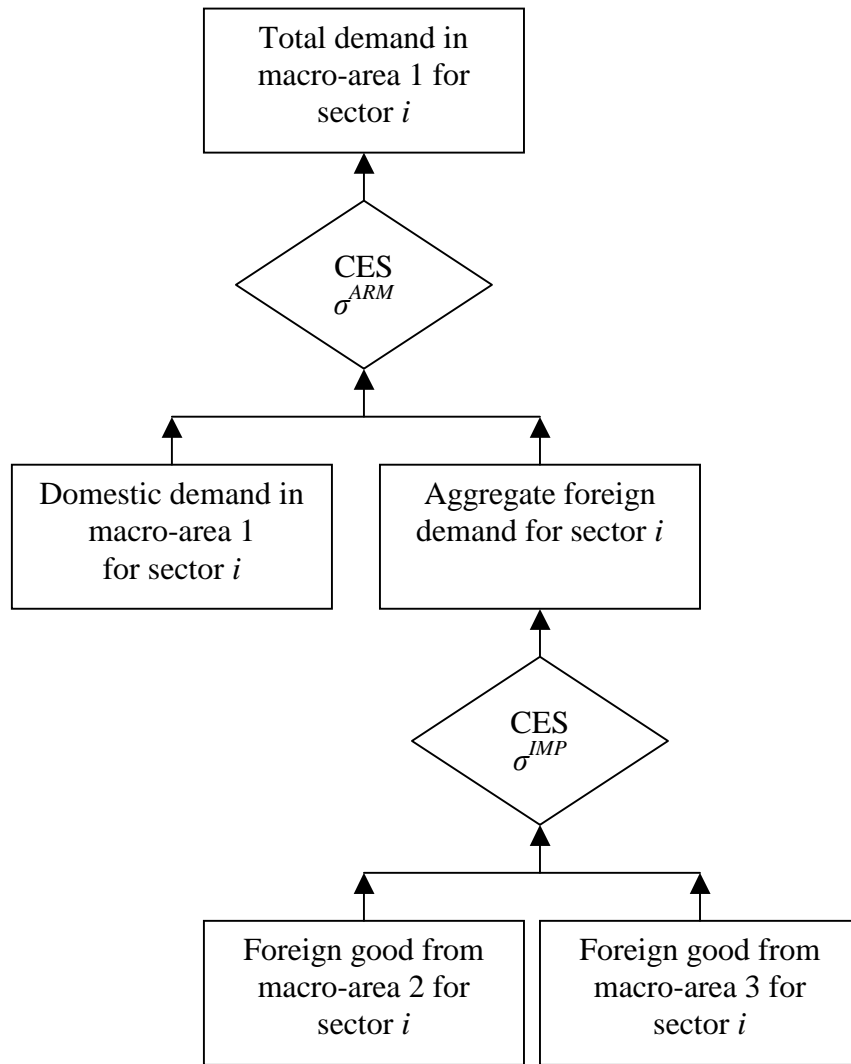 Total demand in
macro-area 1 for
sector i
CES
σ^ARM
Domestic demand in
macro-area 1
for sector i
Aggregate foreign
demand for sector i
CES
σ^IMP
Foreign good from
macro-area 2 for
sector i
Foreign good from
macro-area 3 for
sector i